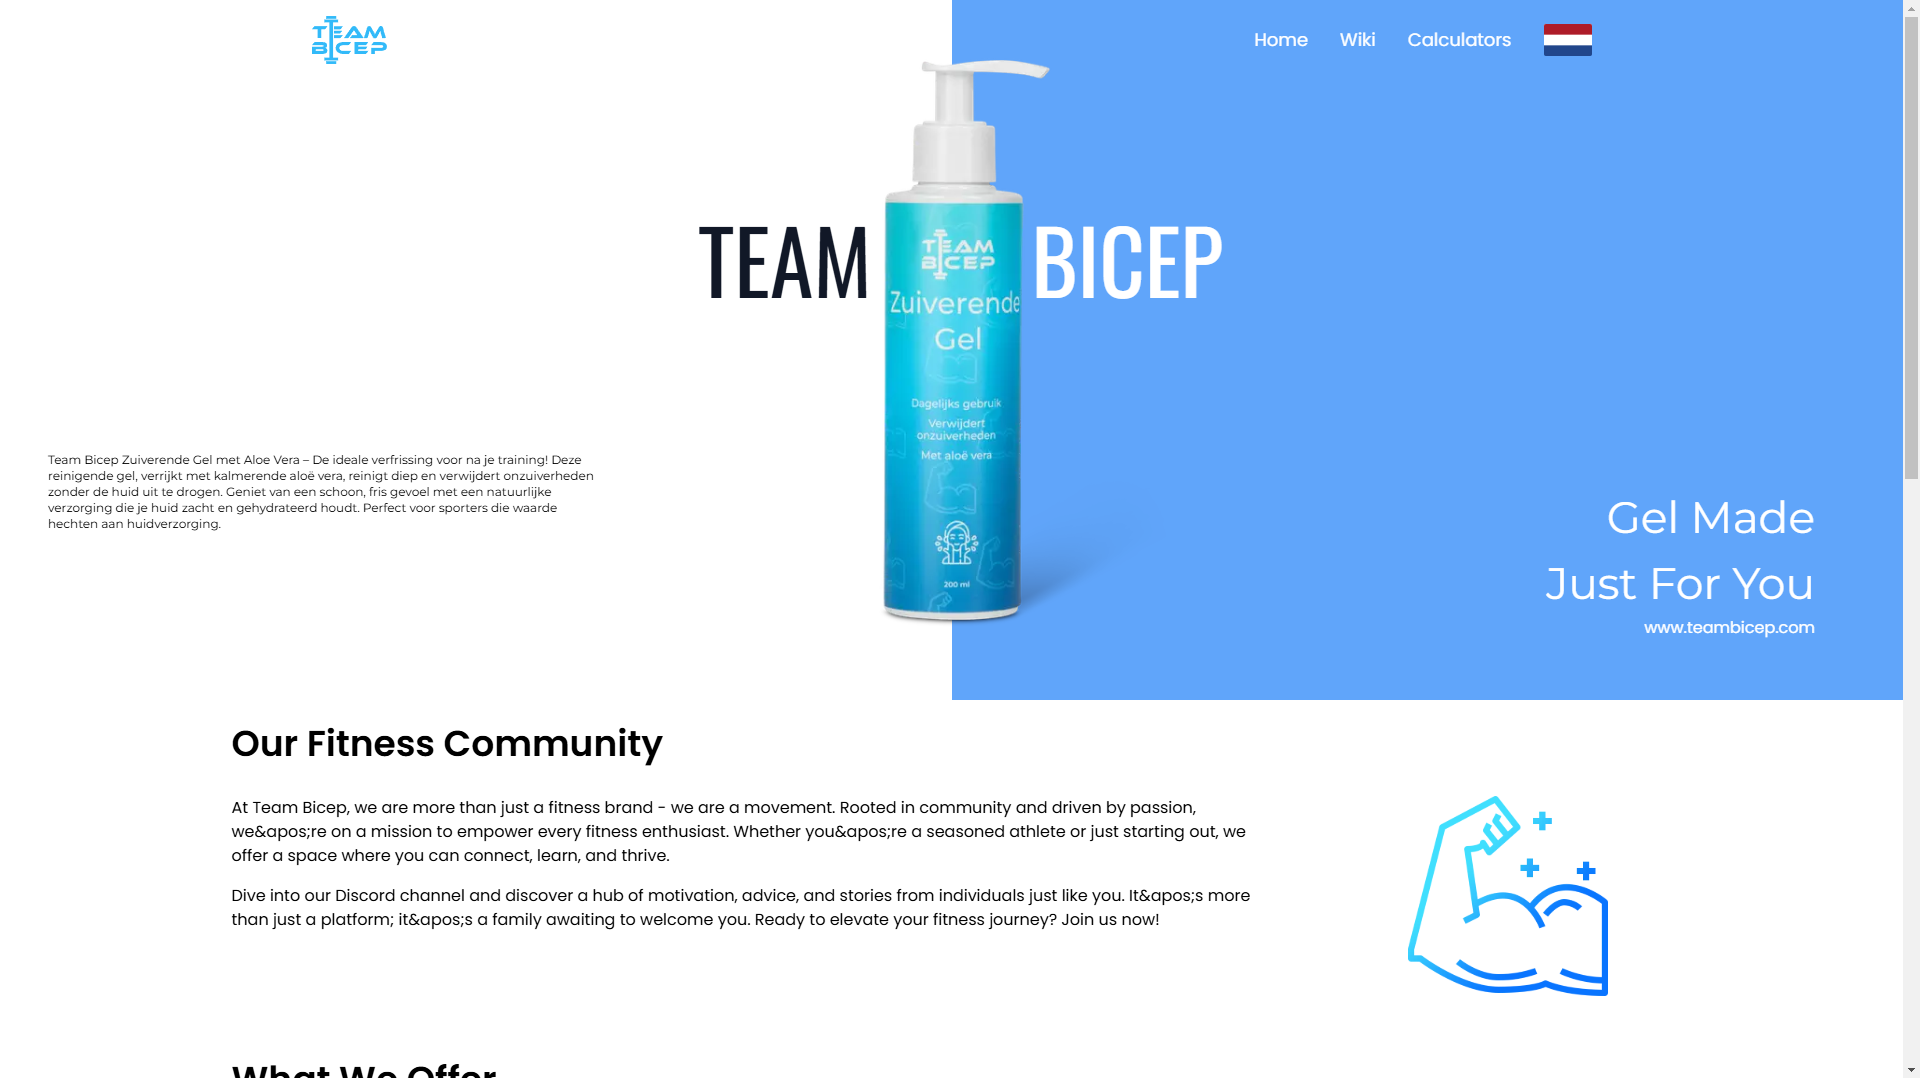 TEAM
BICEP
Home
Wiki
Calculators
TEAM
BICEP
TEAM
BICEP
Zuiverende
Gel
Dagelijks gebruik
Verwijdert
onzuiverheden
Met aloë vera
200 ml
Team Bicep Zuiverende Gel met Aloe Vera – De ideale verfrissing voor na je training! Deze
reinigende gel, verrijkt met kalmerende aloë vera, reinigt diep en verwijdert onzuiverheden
zonder de huid uit te drogen. Geniet van een schoon, fris gevoel met een natuurlijke
verzorging die je huid zacht en gehydrateerd houdt. Perfect voor sporters die waarde
hechten aan huidverzorging.
Gel Made
Just For You
www.teambicep.com
Our Fitness Community
At Team Bicep, we are more than just a fitness brand - we are a movement. Rooted in community and driven by passion,
we&apos;re on a mission to empower every fitness enthusiast. Whether you&apos;re a seasoned athlete or just starting out, we
offer a space where you can connect, learn, and thrive.
Dive into our Discord channel and discover a hub of motivation, advice, and stories from individuals just like you. It&apos;s more
than just a platform; it&apos;s a family awaiting to welcome you. Ready to elevate your fitness journey? Join us now!
What We Offer